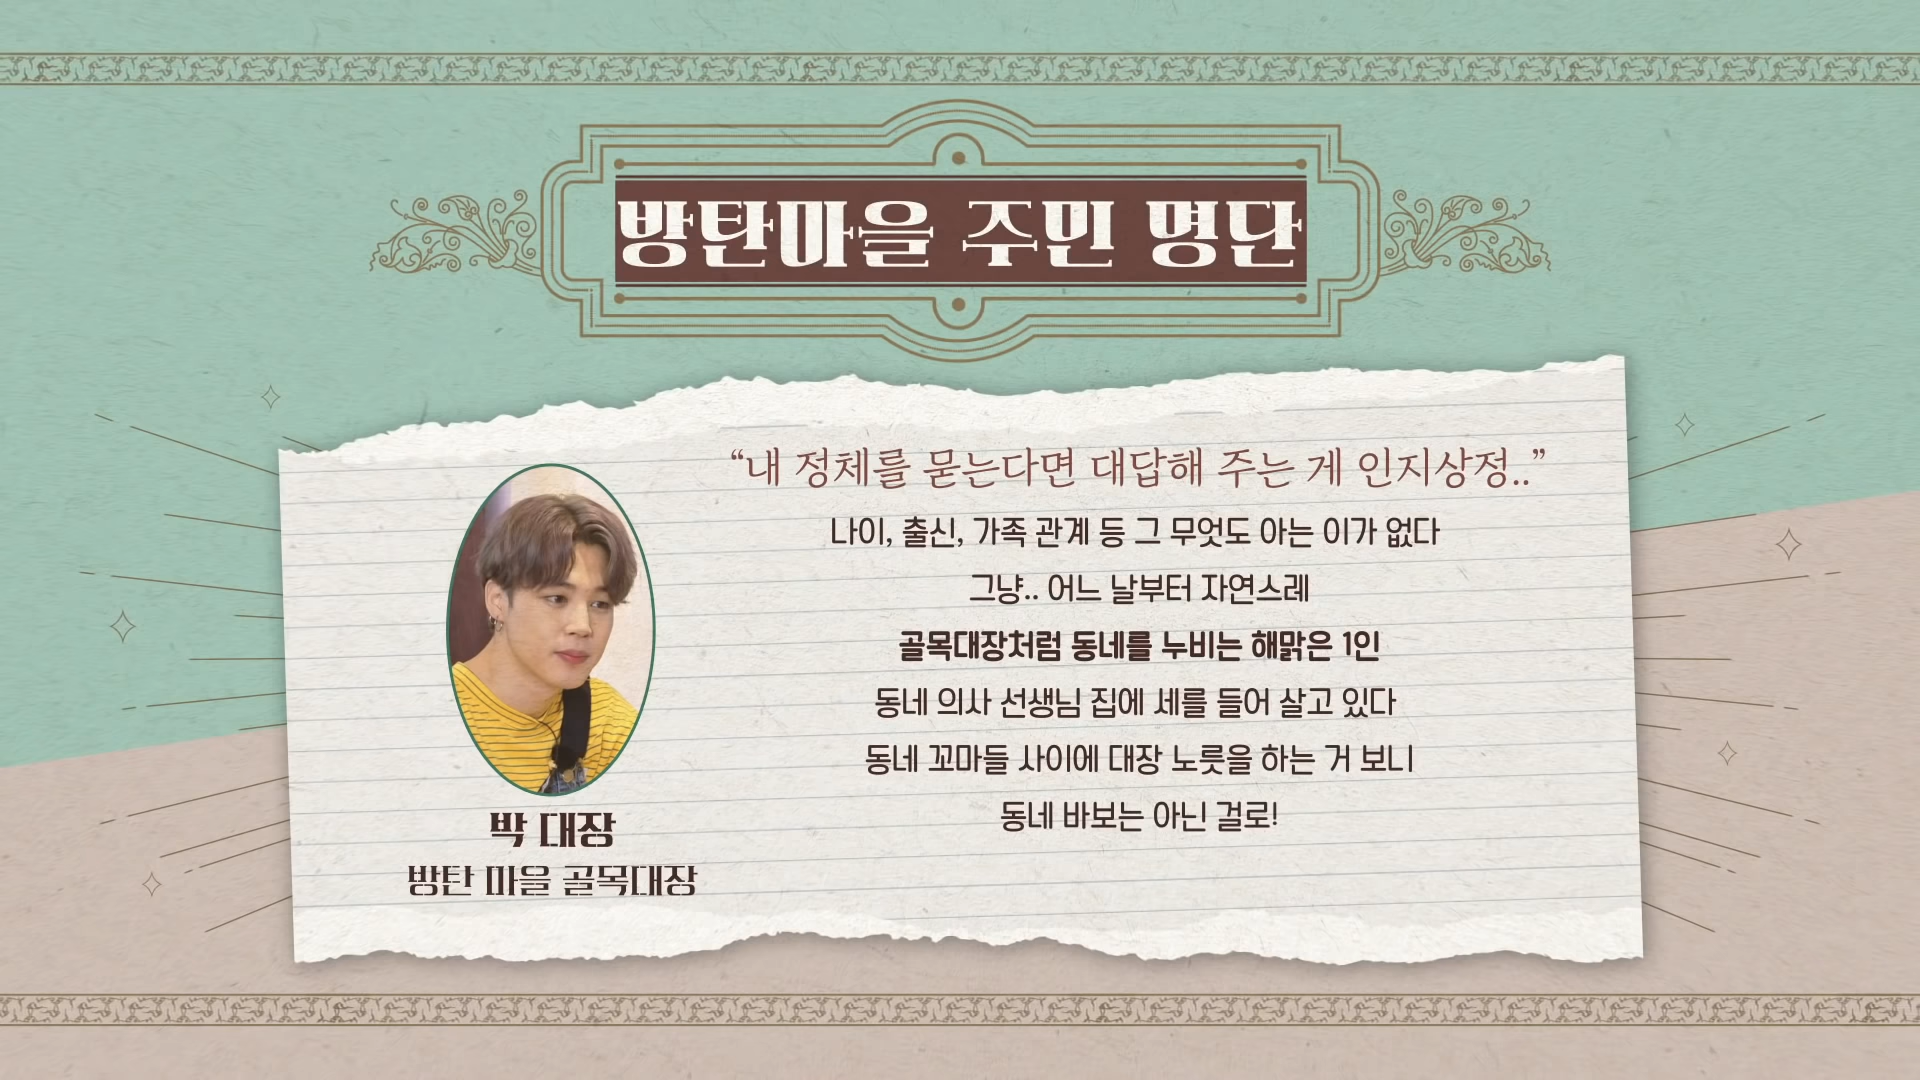 방탄마을 주민 명단
“내 정체를 묻는다면 대답해 주는 게 인지상정..”
나이, 출신, 가족 관계 등 그 무엇도 아는 이가 없다
그냥.. 어느 날부터 자연스레
골목대장처럼 동네를 누비는 해맑은 1인
동네 의사 선생님 집에 세를 들어 살고 있다
동네 꼬마들 사이에 대장 노릇을 하는 거 보니
동네 바보는 아닌 걸로!
박 대장
방탄 마을 골목대장